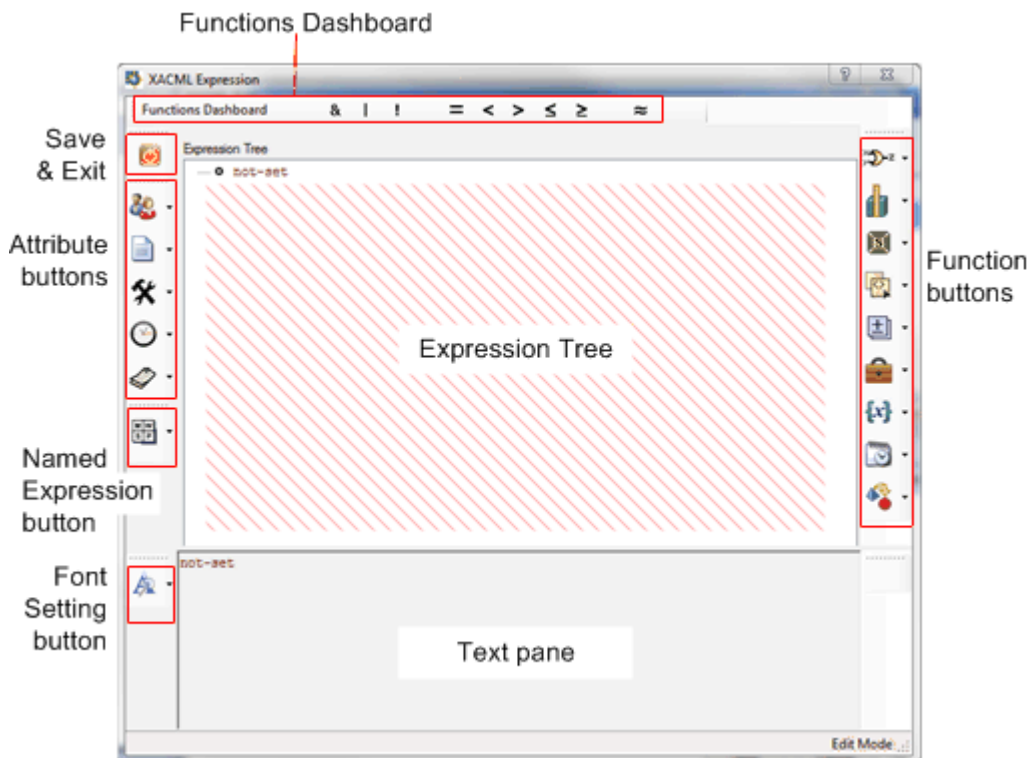 Functions Dashboard
XACML Expression
Functions Dashboard & | ! = < > ≤ ≥ ≈
Save
& Exit
Expression Tree
not-set
Attribute
buttons
Function
buttons
Expression Tree
Named
Expression
button
not-set
Font
Setting
button
Text pane
Edit Mode